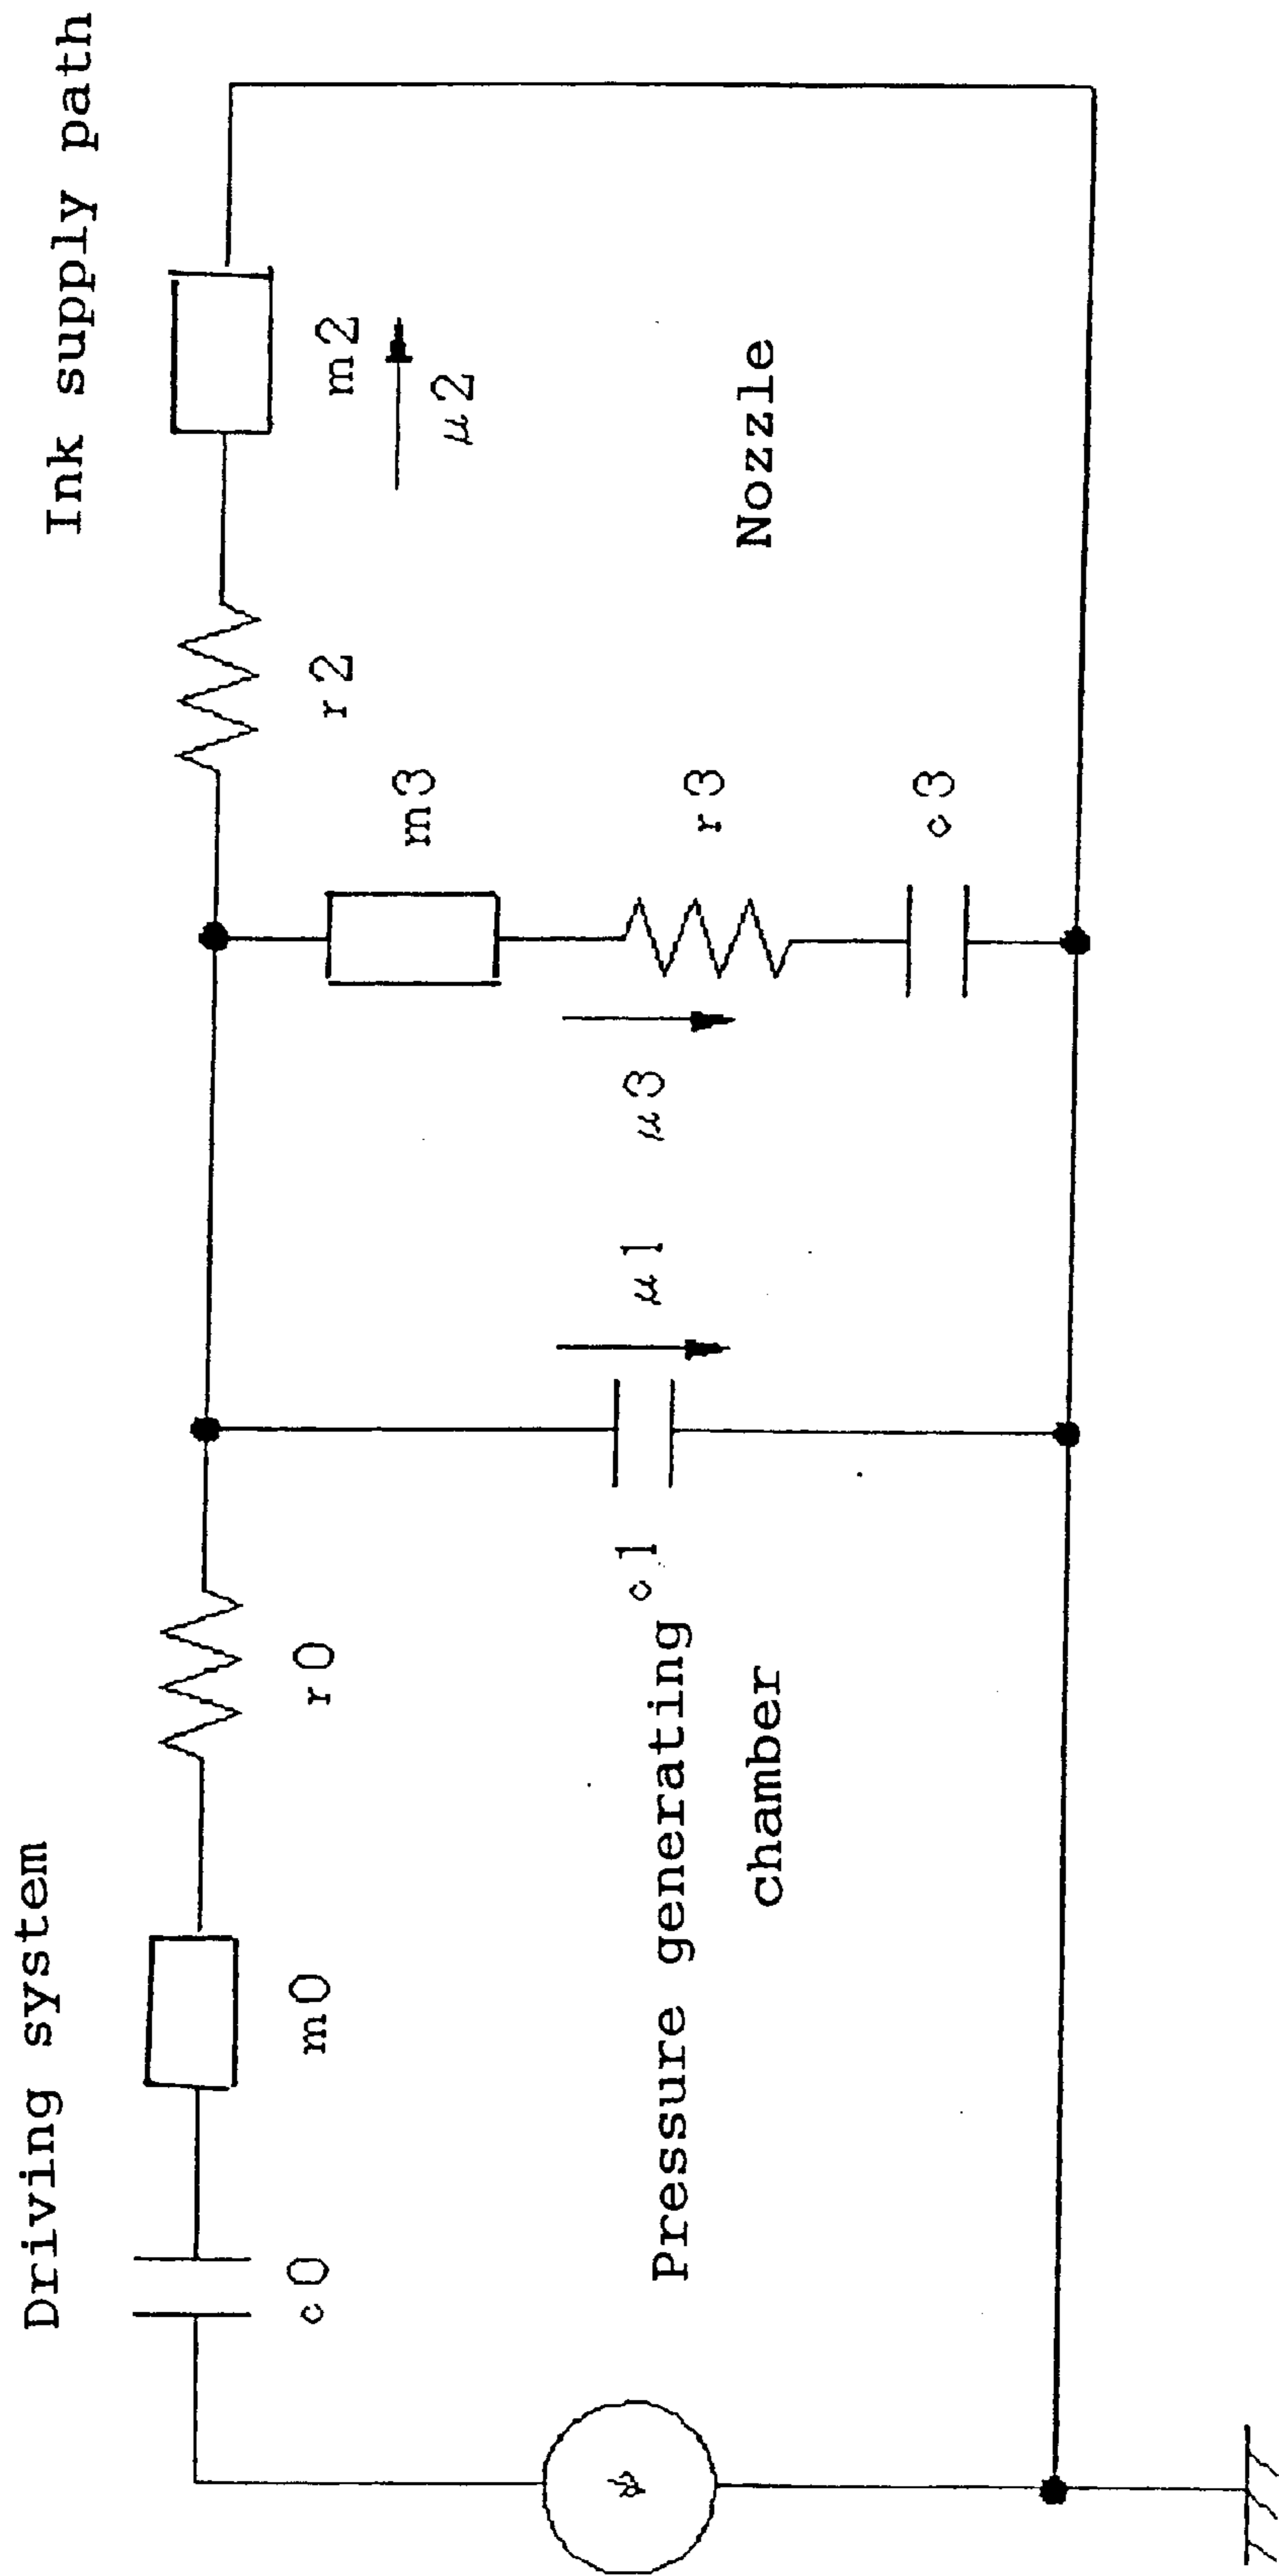 Driving system
Ink supply path
c0
m0
r0
r2
m2
μ2
m3
r3
c3
μ3
μ1
c1
Pressure generating
chamber
Nozzle